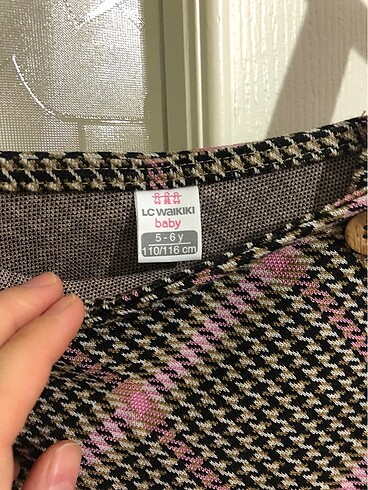 LC WAIKIKI
baby
5 - 6 y
110/116 cm